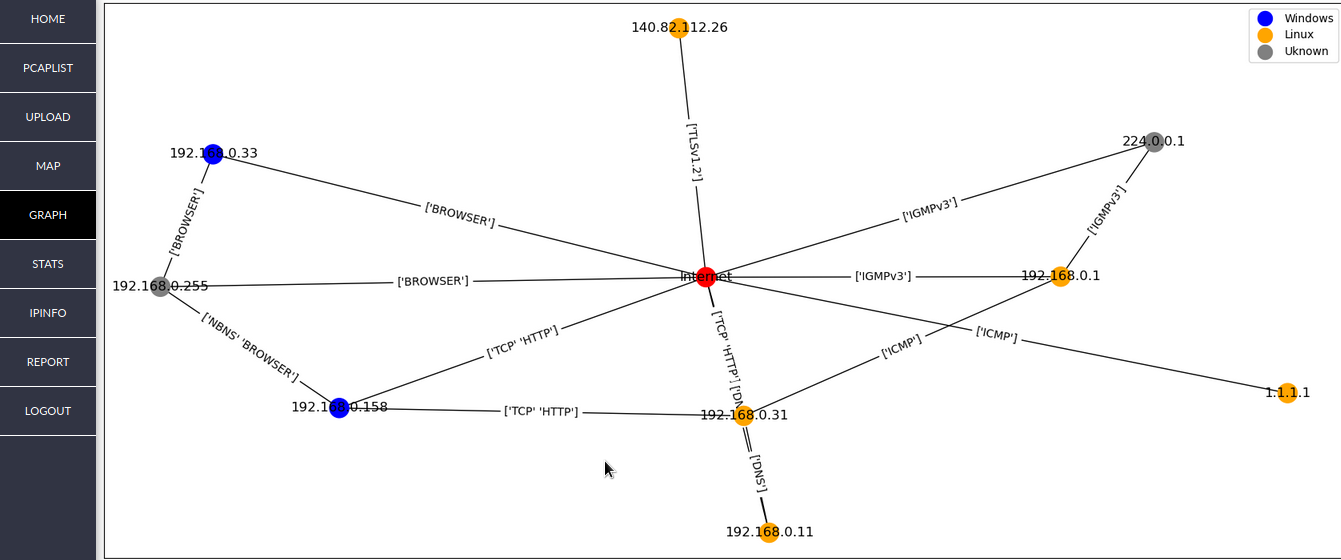 HOME
PCAPLIST
UPLOAD
MAP
GRAPH
STATS
IPINFO
REPORT
LOGOUT
Windows
Linux
Uknown
140.82.112.26
['TLSv1.2']
224.0.0.1
192.168.0.33
['BROWSER']
['BROWSER']
['IGMPv3']
['IGMPv3']
192.168.0.255
['BROWSER']
Internet
['IGMPv3']
192.168.0.1
['NBNS' 'BROWSER']
['TCP' 'HTTP']
['TCP' 'HTTP']
['ICMP']
['ICMP']
1.1.1.1
192.168.0.158
['TCP' 'HTTP']
['DN
192.168.0.31
['DNS']
192.168.0.11